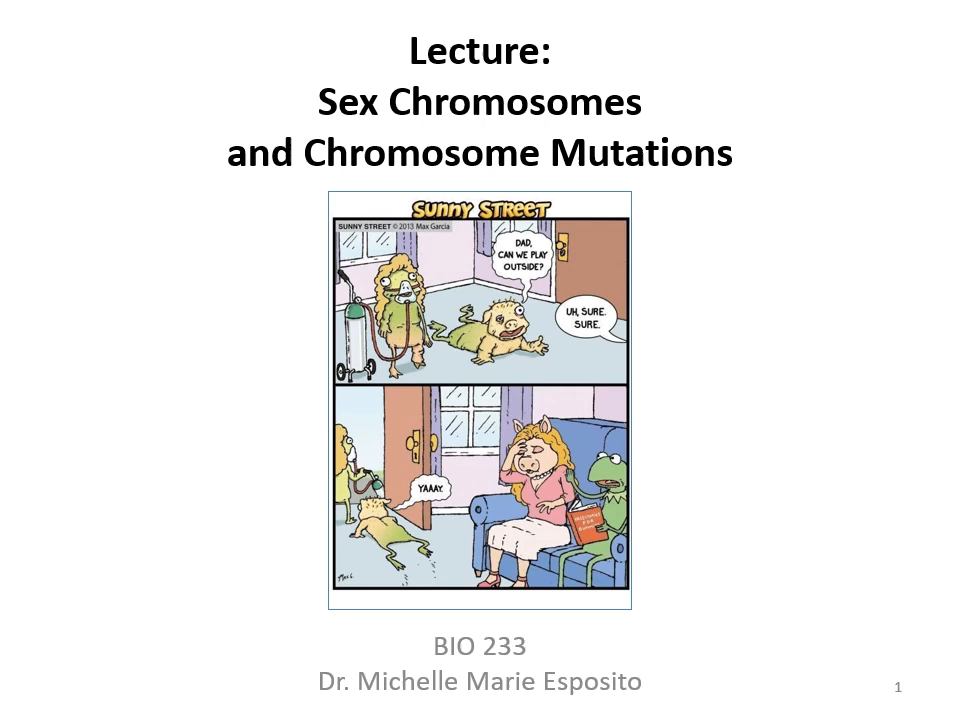 Lecture:
Sex Chromosomes
and Chromosome Mutations
SUNNY STREET
SUNNY STREET © 2013 Max Garcia
DAD,
CAN WE PLAY
OUTSIDE?
UH, SURE.
SURE.
YAAAY.
BIO 233
Dr. Michelle Marie Esposito
1